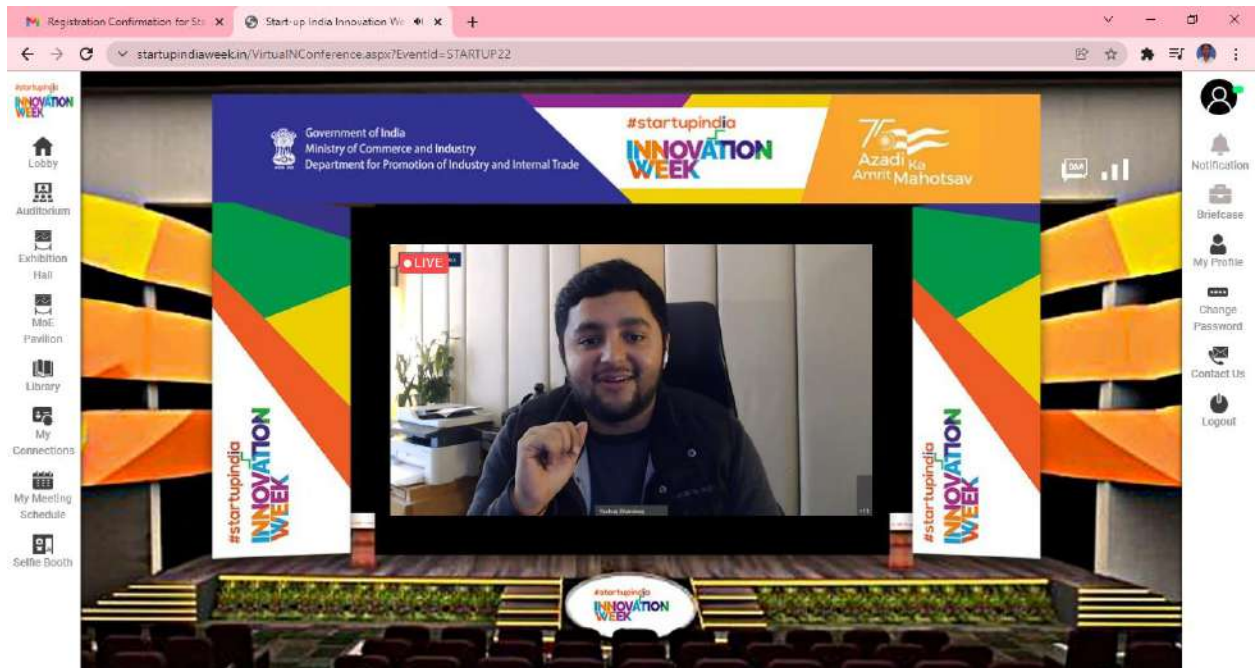 Registration Confirmation for St
Start-up India Innovation We
startupindiaweek.in/VirtualNConference.aspx?EventId=STARTUP22
#startupindia
INNOVATION
WEEK
Lobby
Auditorium
Exhibition
Hall
MoE
Pavilion
Library
My
Connections
My Meeting
Schedule
Selfie Booth
Government of India
Ministry of Commerce and Industry
Department for Promotion of Industry and Internal Trade
#startupindia
INNOVATION
WEEK
75
Azadi Ka
Amrit Mahotsav
LIVE
#startupindia
INNOVATION
WEEK
#startupindia
INNOVATION
WEEK
#startupindia
INNOVATION
WEEK
Notification
Briefcase
My Profile
Change
Password
Contact Us
Logout